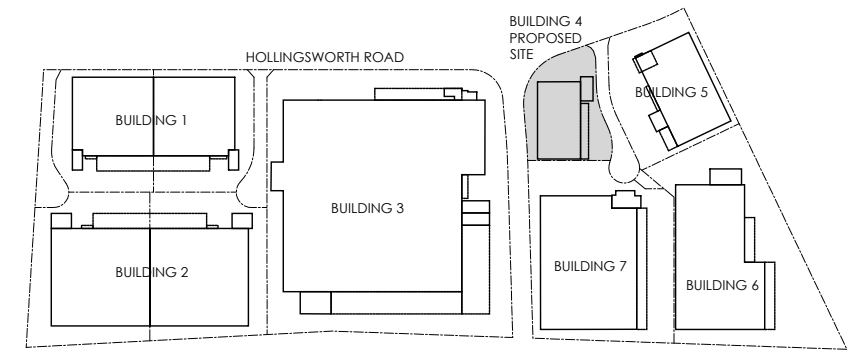 BUILDING 4
PROPOSED
SITE
HOLLINGSWORTH ROAD
BUILDING 5
BUILDING 1
BUILDING 3
BUILDING 2
BUILDING 7
BUILDING 6